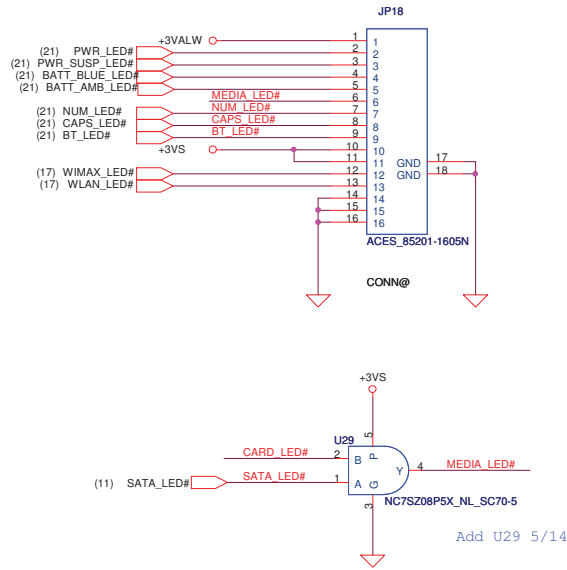 JP18
+3VALW 1 1
(21) PWR_LED# 2 2
(21) PWR_SUSP_LED# 3 3
(21) BATT_BLUE_LED# 4 4
(21) BATT_AMB_LED# 5 5
MEDIA_LED# 6 6
(21) NUM_LED# NUM_LED# 7 7
(21) CAPS_LED# CAPS_LED# 8 8
(21) BT_LED# BT_LED# 9 9
+3VS 10 10
11 11 GND 17
(17) WIMAX_LED# 12 12 GND 18
(17) WLAN_LED# 13 13
14 14
15 15
16 16
ACES_85201-1605N
CONN@
+3VS
5
U29
CARD_LED# 2 B P
Y 4 MEDIA_LED#
(11) SATA_LED# SATA_LED# 1 A G
3
NC7SZ08P5X_NL_SC70-5
Add U29 5/14